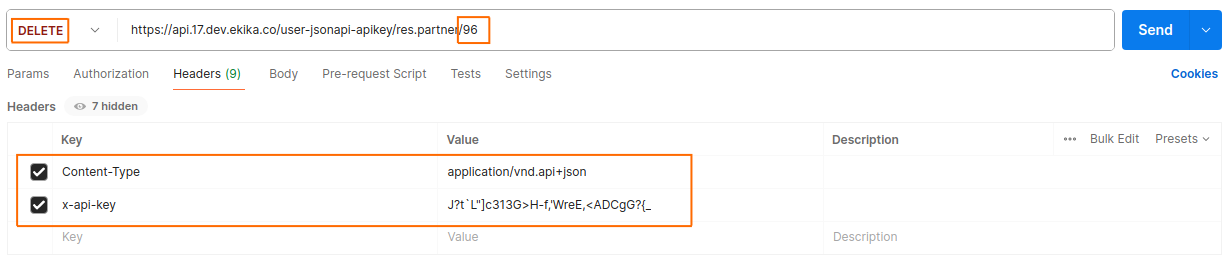 DELETE https://api.17.dev.ekika.co/user-jsonapi-apikey/res.partner/96 Send
Params Authorization Headers (9) Body Pre-request Script Tests Settings Cookies
Headers 7 hidden
Key Value Description ••• Bulk Edit Presets
Content-Type application/vnd.api+json
x-api-key J?t`L"]c313G>H-f,'WreE,<ADCgG?{_
Key Value Description